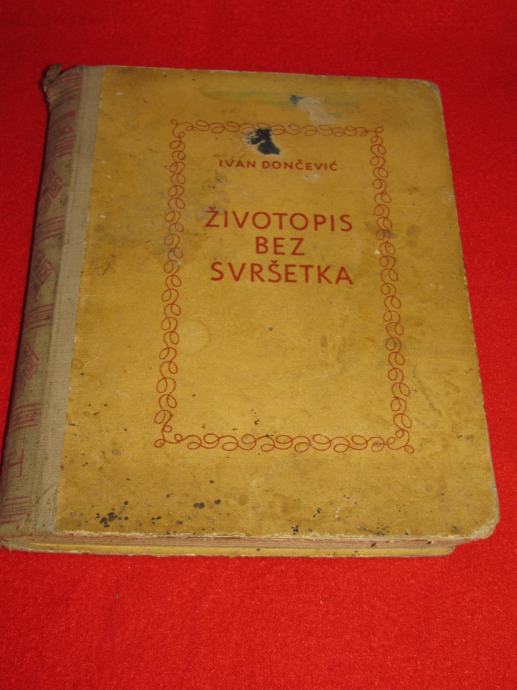 IVAN DONČEVIĆ
ŽIVOTOPIS
BEZ
SVRŠETKA